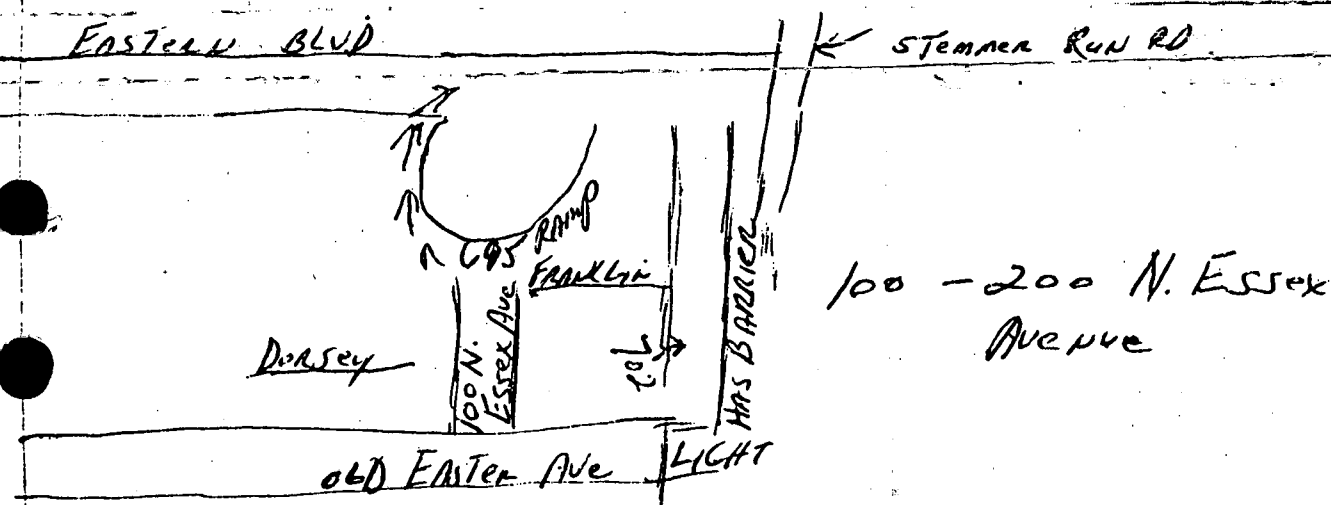 EASTERN BLVD
STEMMER RUN RD.
695 RAMP
FRANKLIN
100 - 200 N. Essex
Avenue
HAS BARRIER
Dorsey
100 N.
Essex Ave
OLD EASTER AVE
LIGHT